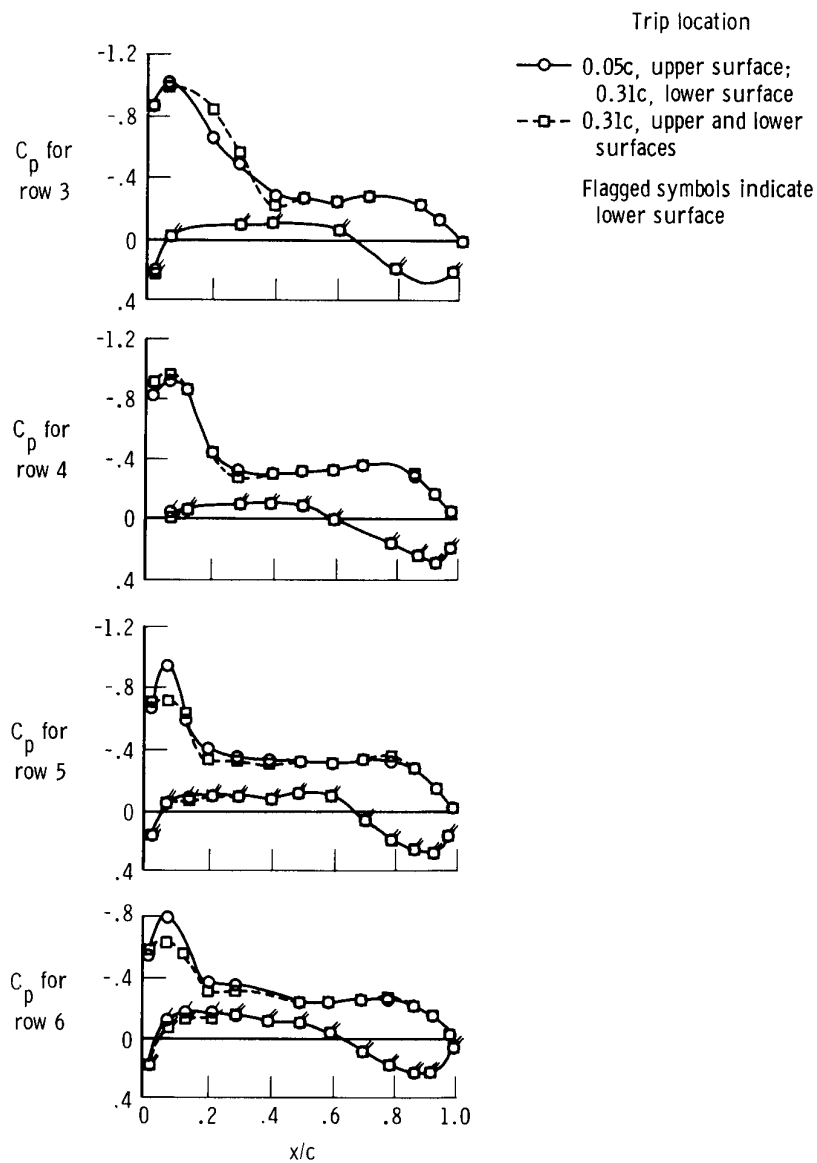 Trip location
0.05c, upper surface;
0.31c, lower surface
0.31c, upper and lower
surfaces
Flagged symbols indicate
lower surface
-1.2
-.8
-.4
0
.4
C_p for
row 3
-1.2
-.8
-.4
0
.4
C_p for
row 4
-1.2
-.8
-.4
0
.4
C_p for
row 5
-.8
-.4
0
.4
C_p for
row 6
0 .2 .4 .6 .8 1.0
x/c